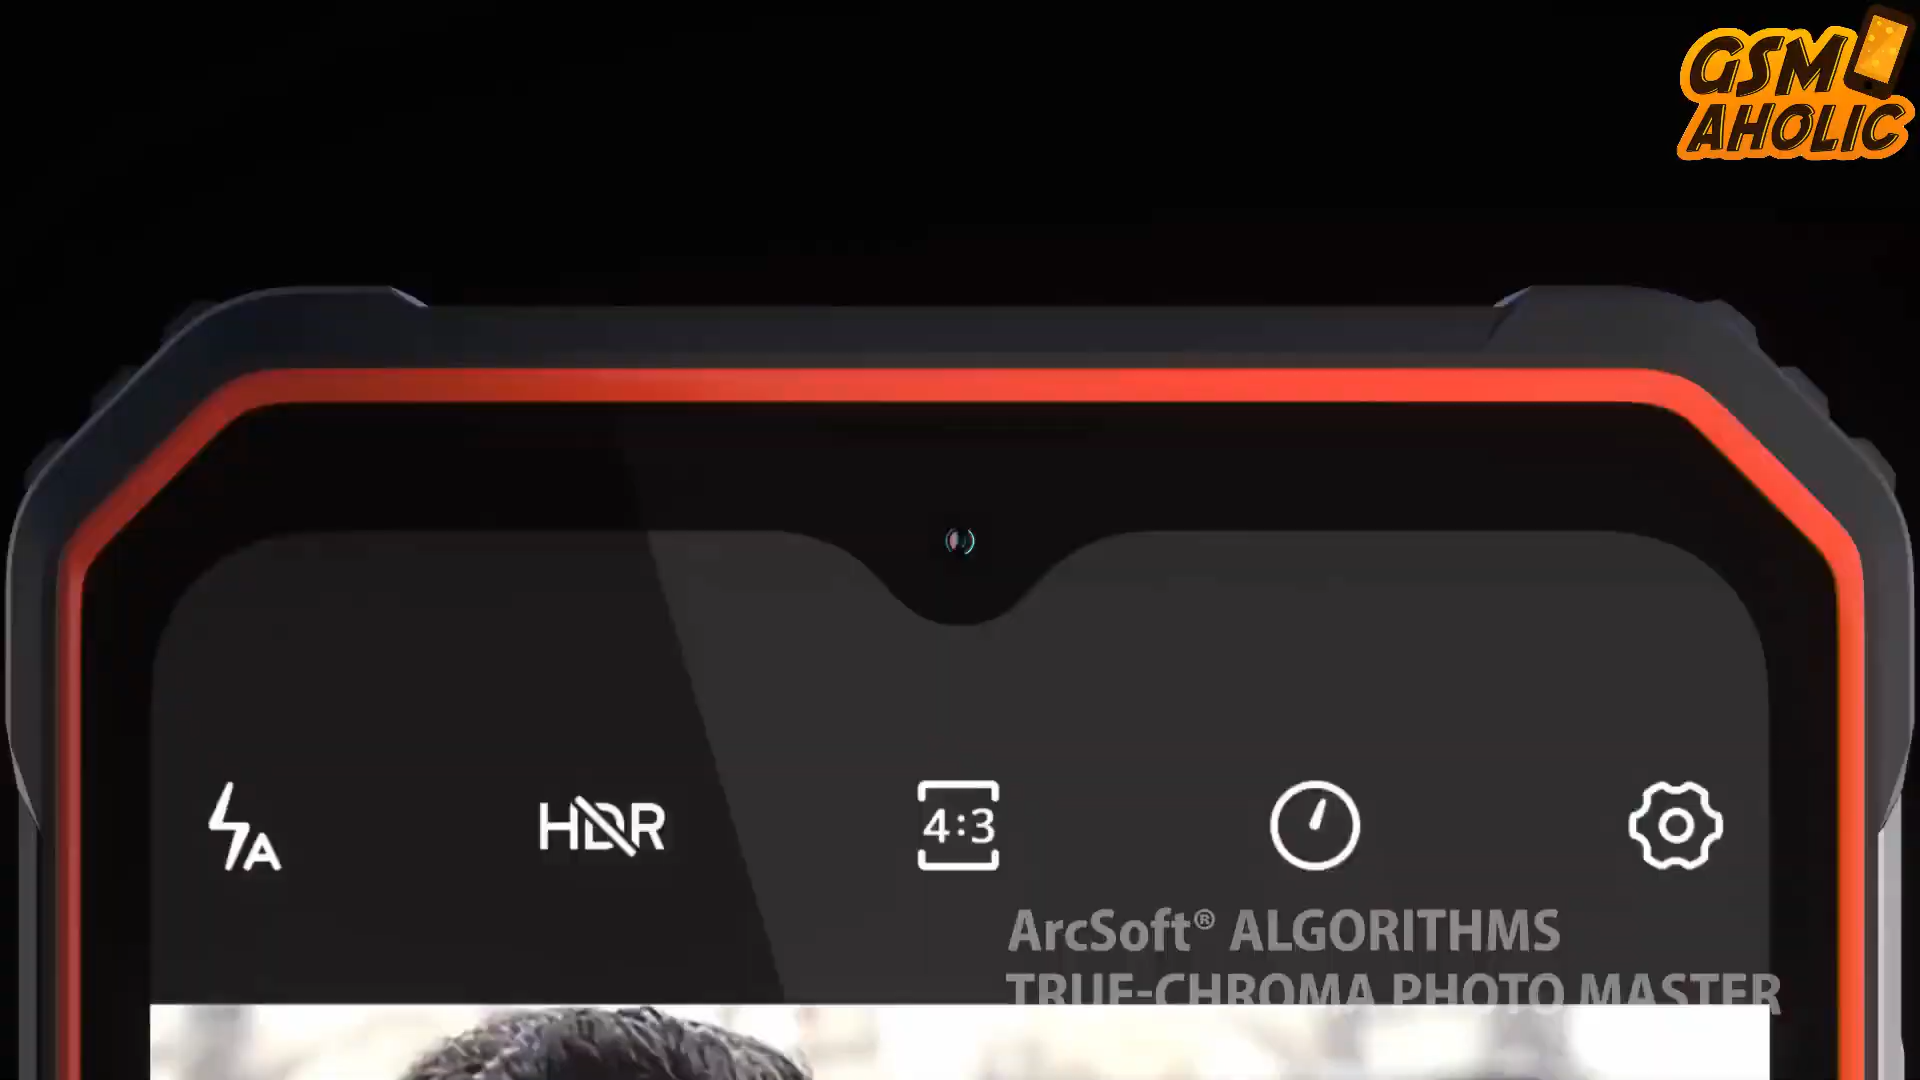 GSM
AHOLIC
A
HDR
4:3
ArcSoft® ALGORITHMS
TRUE-CHROMA PHOTO MASTER